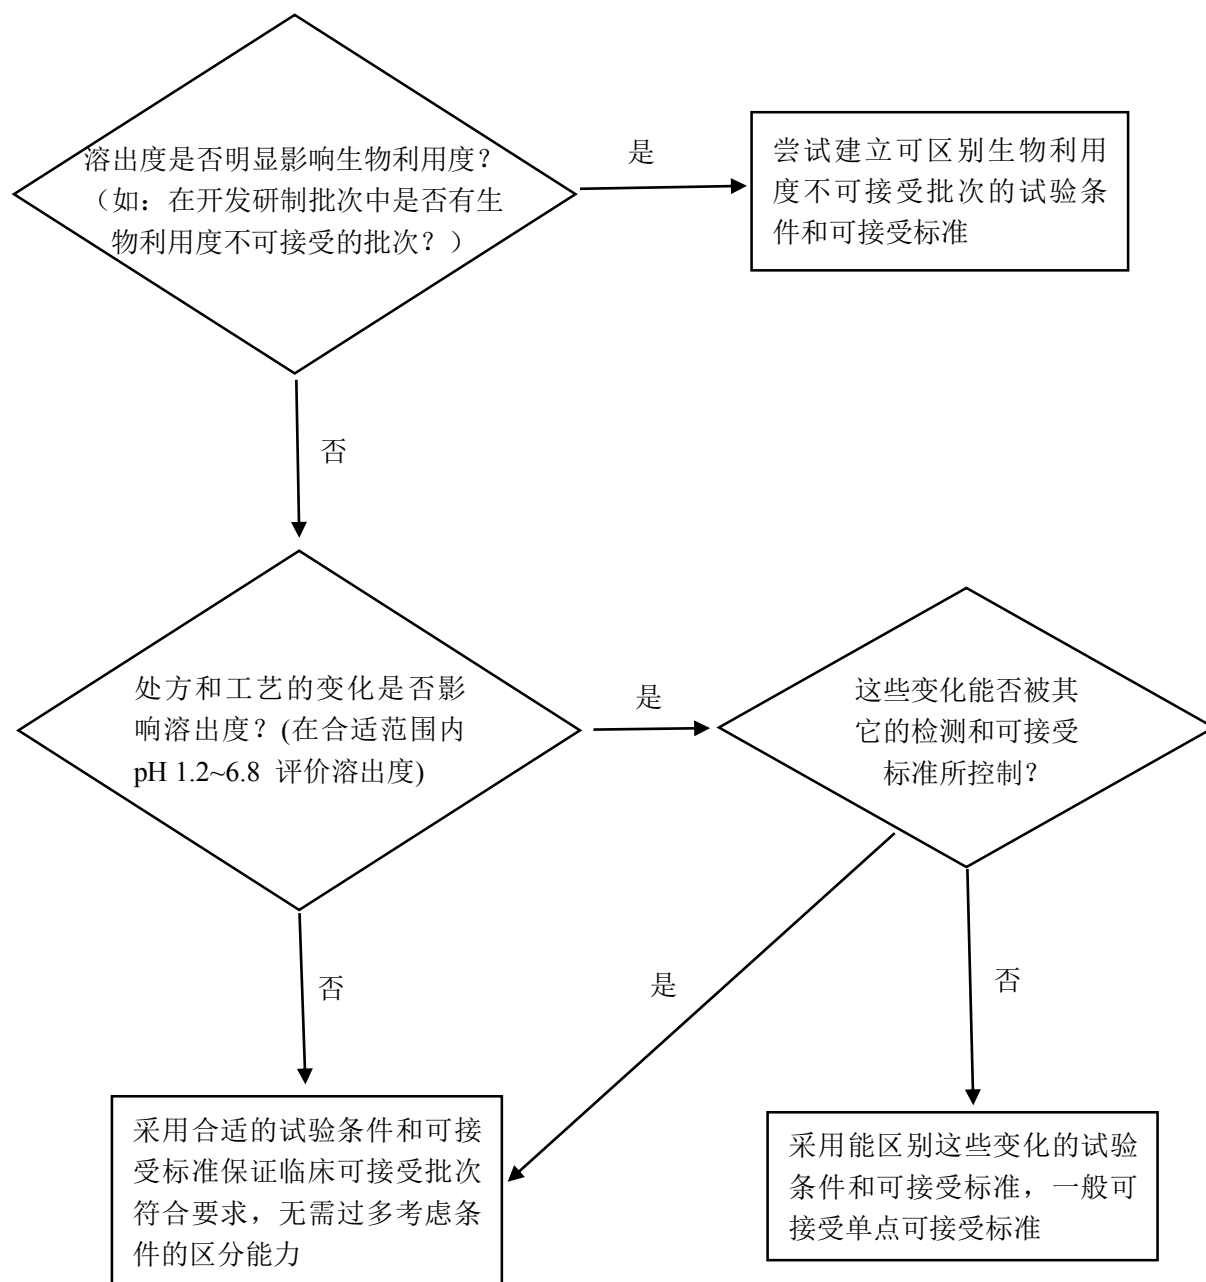 溶出度是否明显影响生物利用度？
（如：在开发研制批次中是否有生
物利用度不可接受的批次？）
是
尝试建立可区别生物利用
度不可接受批次的试验条
件和可接受标准
否
处方和工艺的变化是否影
响溶出度？(在合适范围内
pH 1.2~6.8 评价溶出度)
是
这些变化能否被其
它的检测和可接受
标准所控制？
否
是
否
采用合适的试验条件和可接
受标准保证临床可接受批次
符合要求，无需过多考虑条
件的区分能力
采用能区别这些变化的试验
条件和可接受标准，一般可
接受单点可接受标准